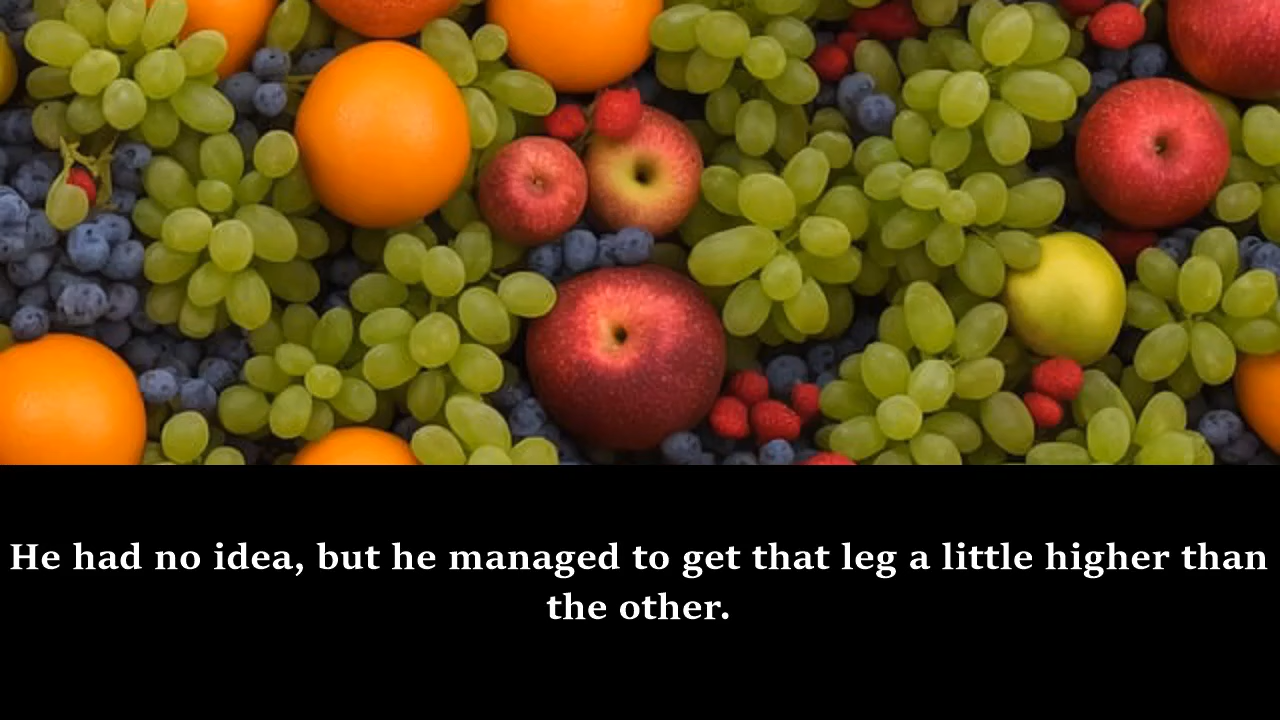 He had no idea, but he managed to get that leg a little higher than
the other.